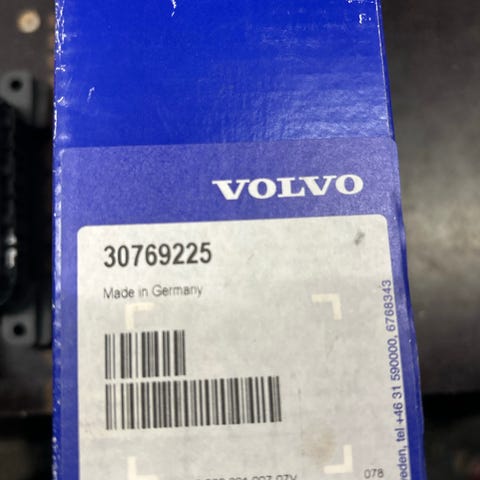 VOLVO
30769225
Made in Germany
078
eden, tel +46 31 590000, 6768343